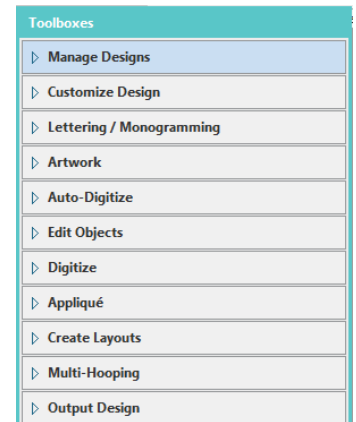 Toolboxes
Manage Designs
Customize Design
Lettering / Monogramming
Artwork
Auto-Digitize
Edit Objects
Digitize
Appliqué
Create Layouts
Multi-Hooping
Output Design